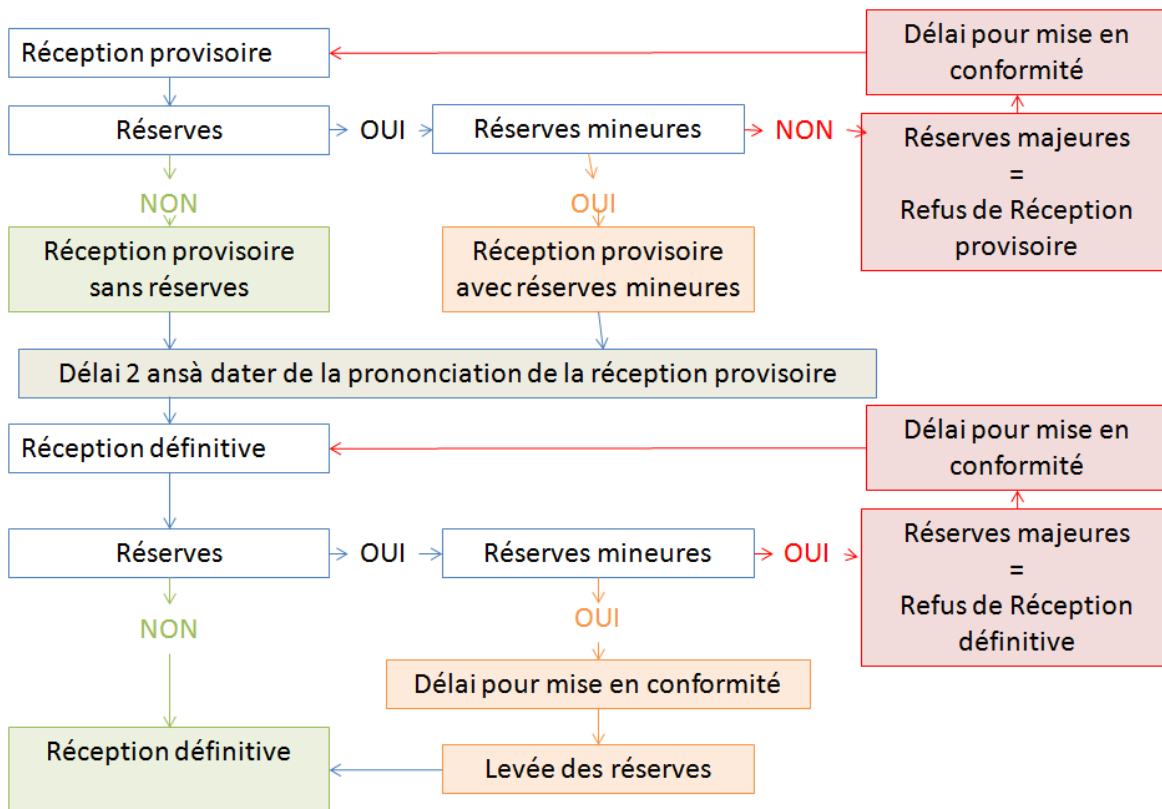 Réception provisoire
Délai pour mise en
conformité
Réserves
OUI
Réserves mineures
NON
Réserves majeures
=
Refus de Réception
provisoire
NON
OUI
Réception provisoire
sans réserves
Réception provisoire
avec réserves mineures
Délai 2 ansà dater de la prononciation de la réception provisoire
Réception définitive
Délai pour mise en
conformité
Réserves
OUI
Réserves mineures
OUI
Réserves majeures
=
Refus de Réception
définitive
NON
OUI
Délai pour mise en conformité
Réception définitive
Levée des réserves